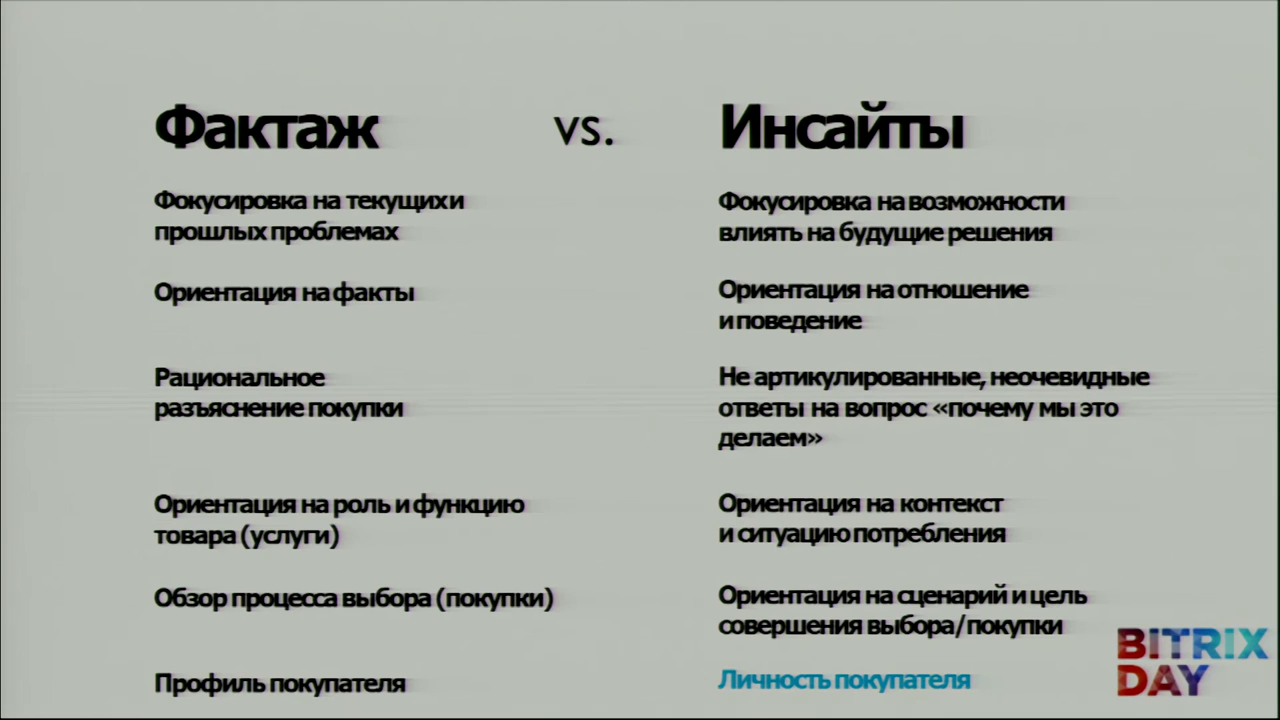 Фактаж vs. Инсайты
Фокусировка на текущих и
прошлых проблемах
Фокусировка на возможности
влиять на будущие решения
Ориентация на факты
Ориентация на отношение
и поведение
Рациональное
разъяснение покупки
Не артикулированные, неочевидные
ответы на вопрос «почему мы это
делаем»
Ориентация на роль и функцию
товара (услуги)
Ориентация на контекст
и ситуацию потребления
Обзор процесса выбора (покупки)
Ориентация на сценарий и цель
совершения выбора/покупки
Профиль покупателя
Личность покупателя
BITRIX
DAY